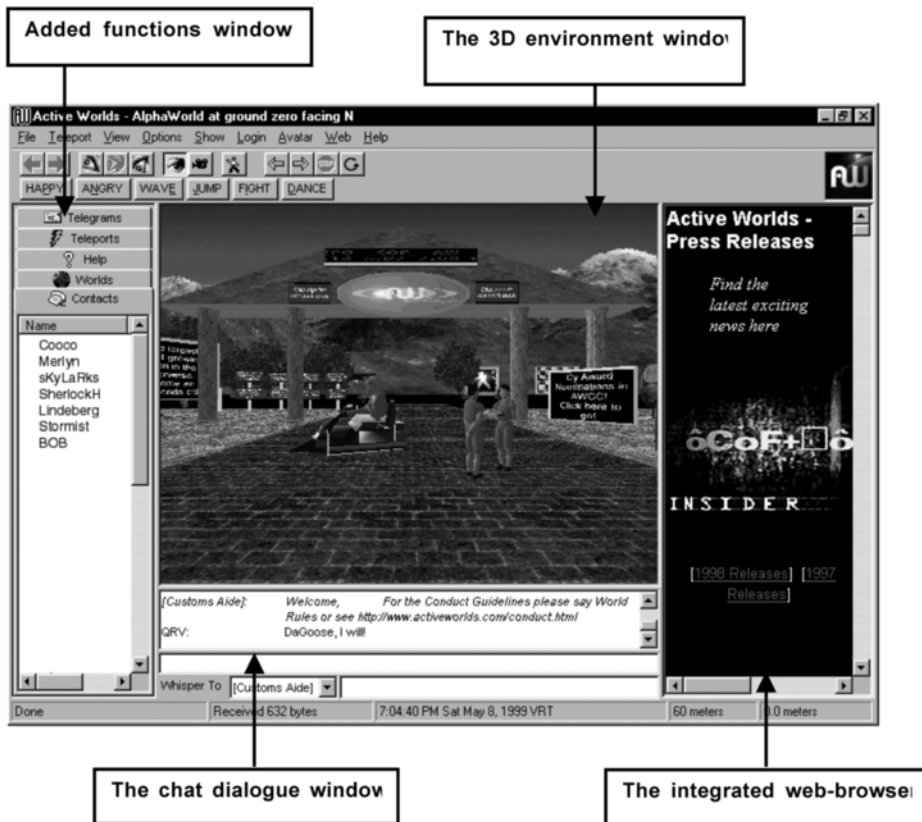 Added functions window
The 3D environment windo
Active Worlds - AlphaWorld at ground zero facing N
File Teleport View Options Show Login Avatar Web Help
HAPPY ANGRY WAVE JUMP FIGHT DANCE
Telegrams
Teleports
Help
Worlds
Contacts
Name
Cooco
Merlyn
sKyLaRks
SherlockH
Lindeberg
Stormist
BOB
Cy Award
Nominations in
AWCC!
Click here to
go!
Active Worlds -
Press Releases
Find the
latest exciting
news here
INSIDER
[1998 Releases] [1997
Releases]
[Customs Aide]: Welcome, For the Conduct Guidelines please say World
Rules or see http://www.activeworlds.com/conduct.html
QRV: DaGoose, I will!
Whisper To [Customs Aide]
Done Received 632 bytes 7:04:40 PM Sat May 8, 1999 VRT 60 meters 0.0 meters
The chat dialogue window
The integrated web-browse